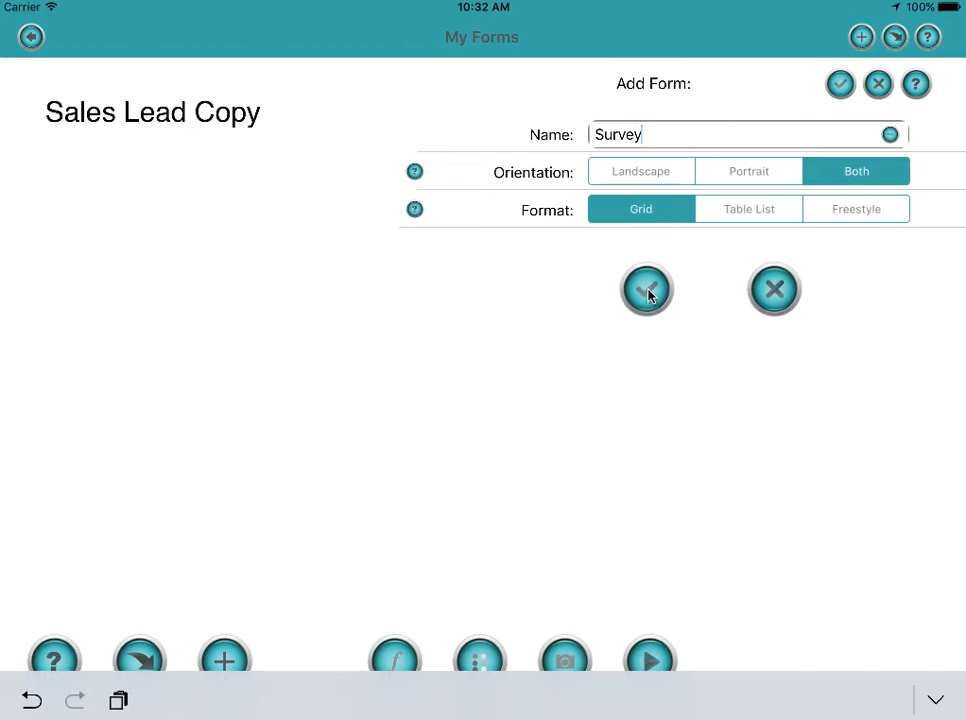 Carrier 10:32 AM 100%
My Forms
Add Form:
Sales Lead Copy
Name: Survey
Orientation: Landscape Portrait Both
Format: Grid Table List Freestyle